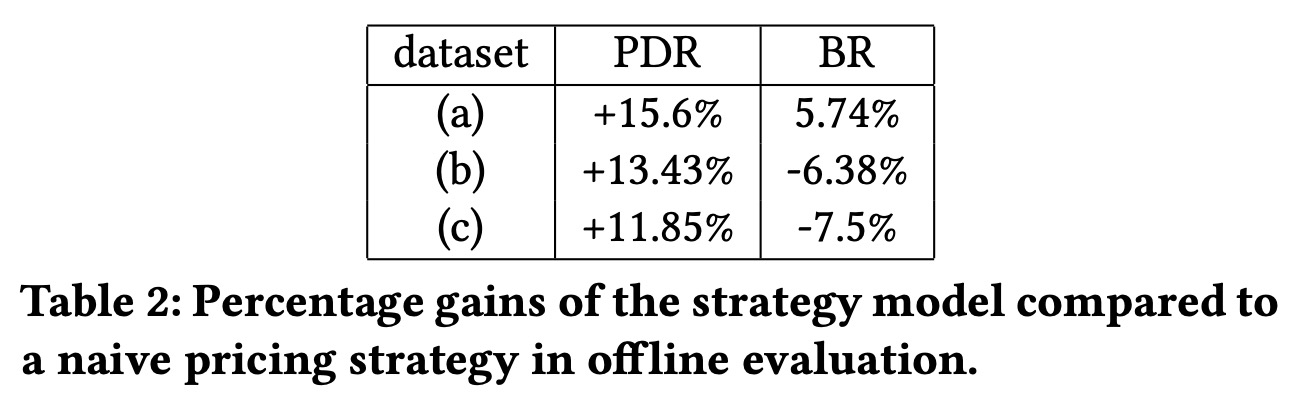 dataset PDR BR
(a) +15.6% 5.74%
(b) +13.43% -6.38%
(c) +11.85% -7.5%
Table 2: Percentage gains of the strategy model compared to
a naive pricing strategy in offline evaluation.